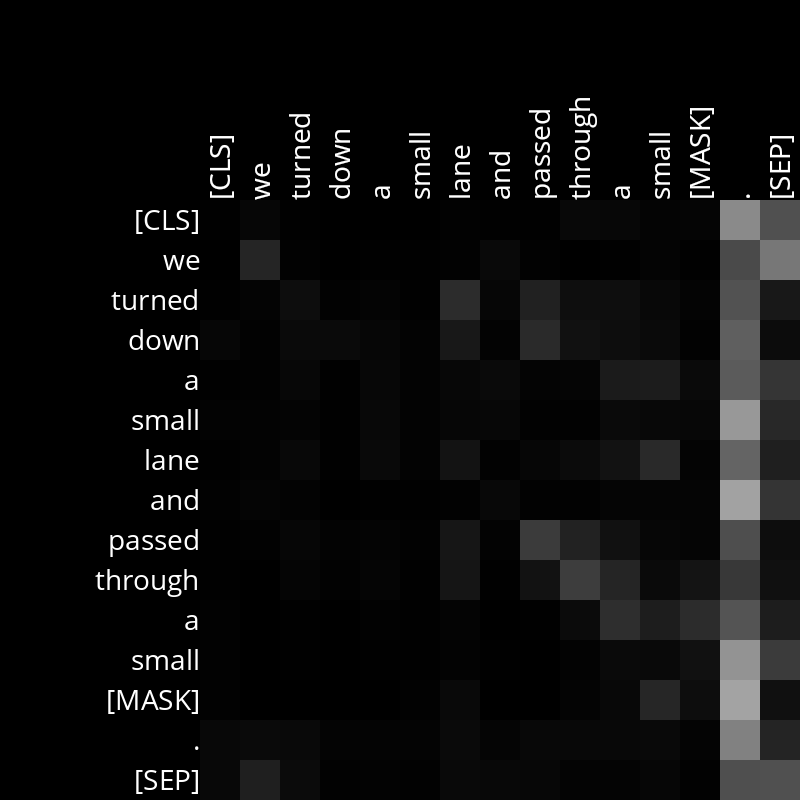 [CLS] we turned down a small lane and passed through a small [MASK] . [SEP]
[CLS]
we
turned
down
a
small
lane
and
passed
through
a
small
[MASK]
.
[SEP]